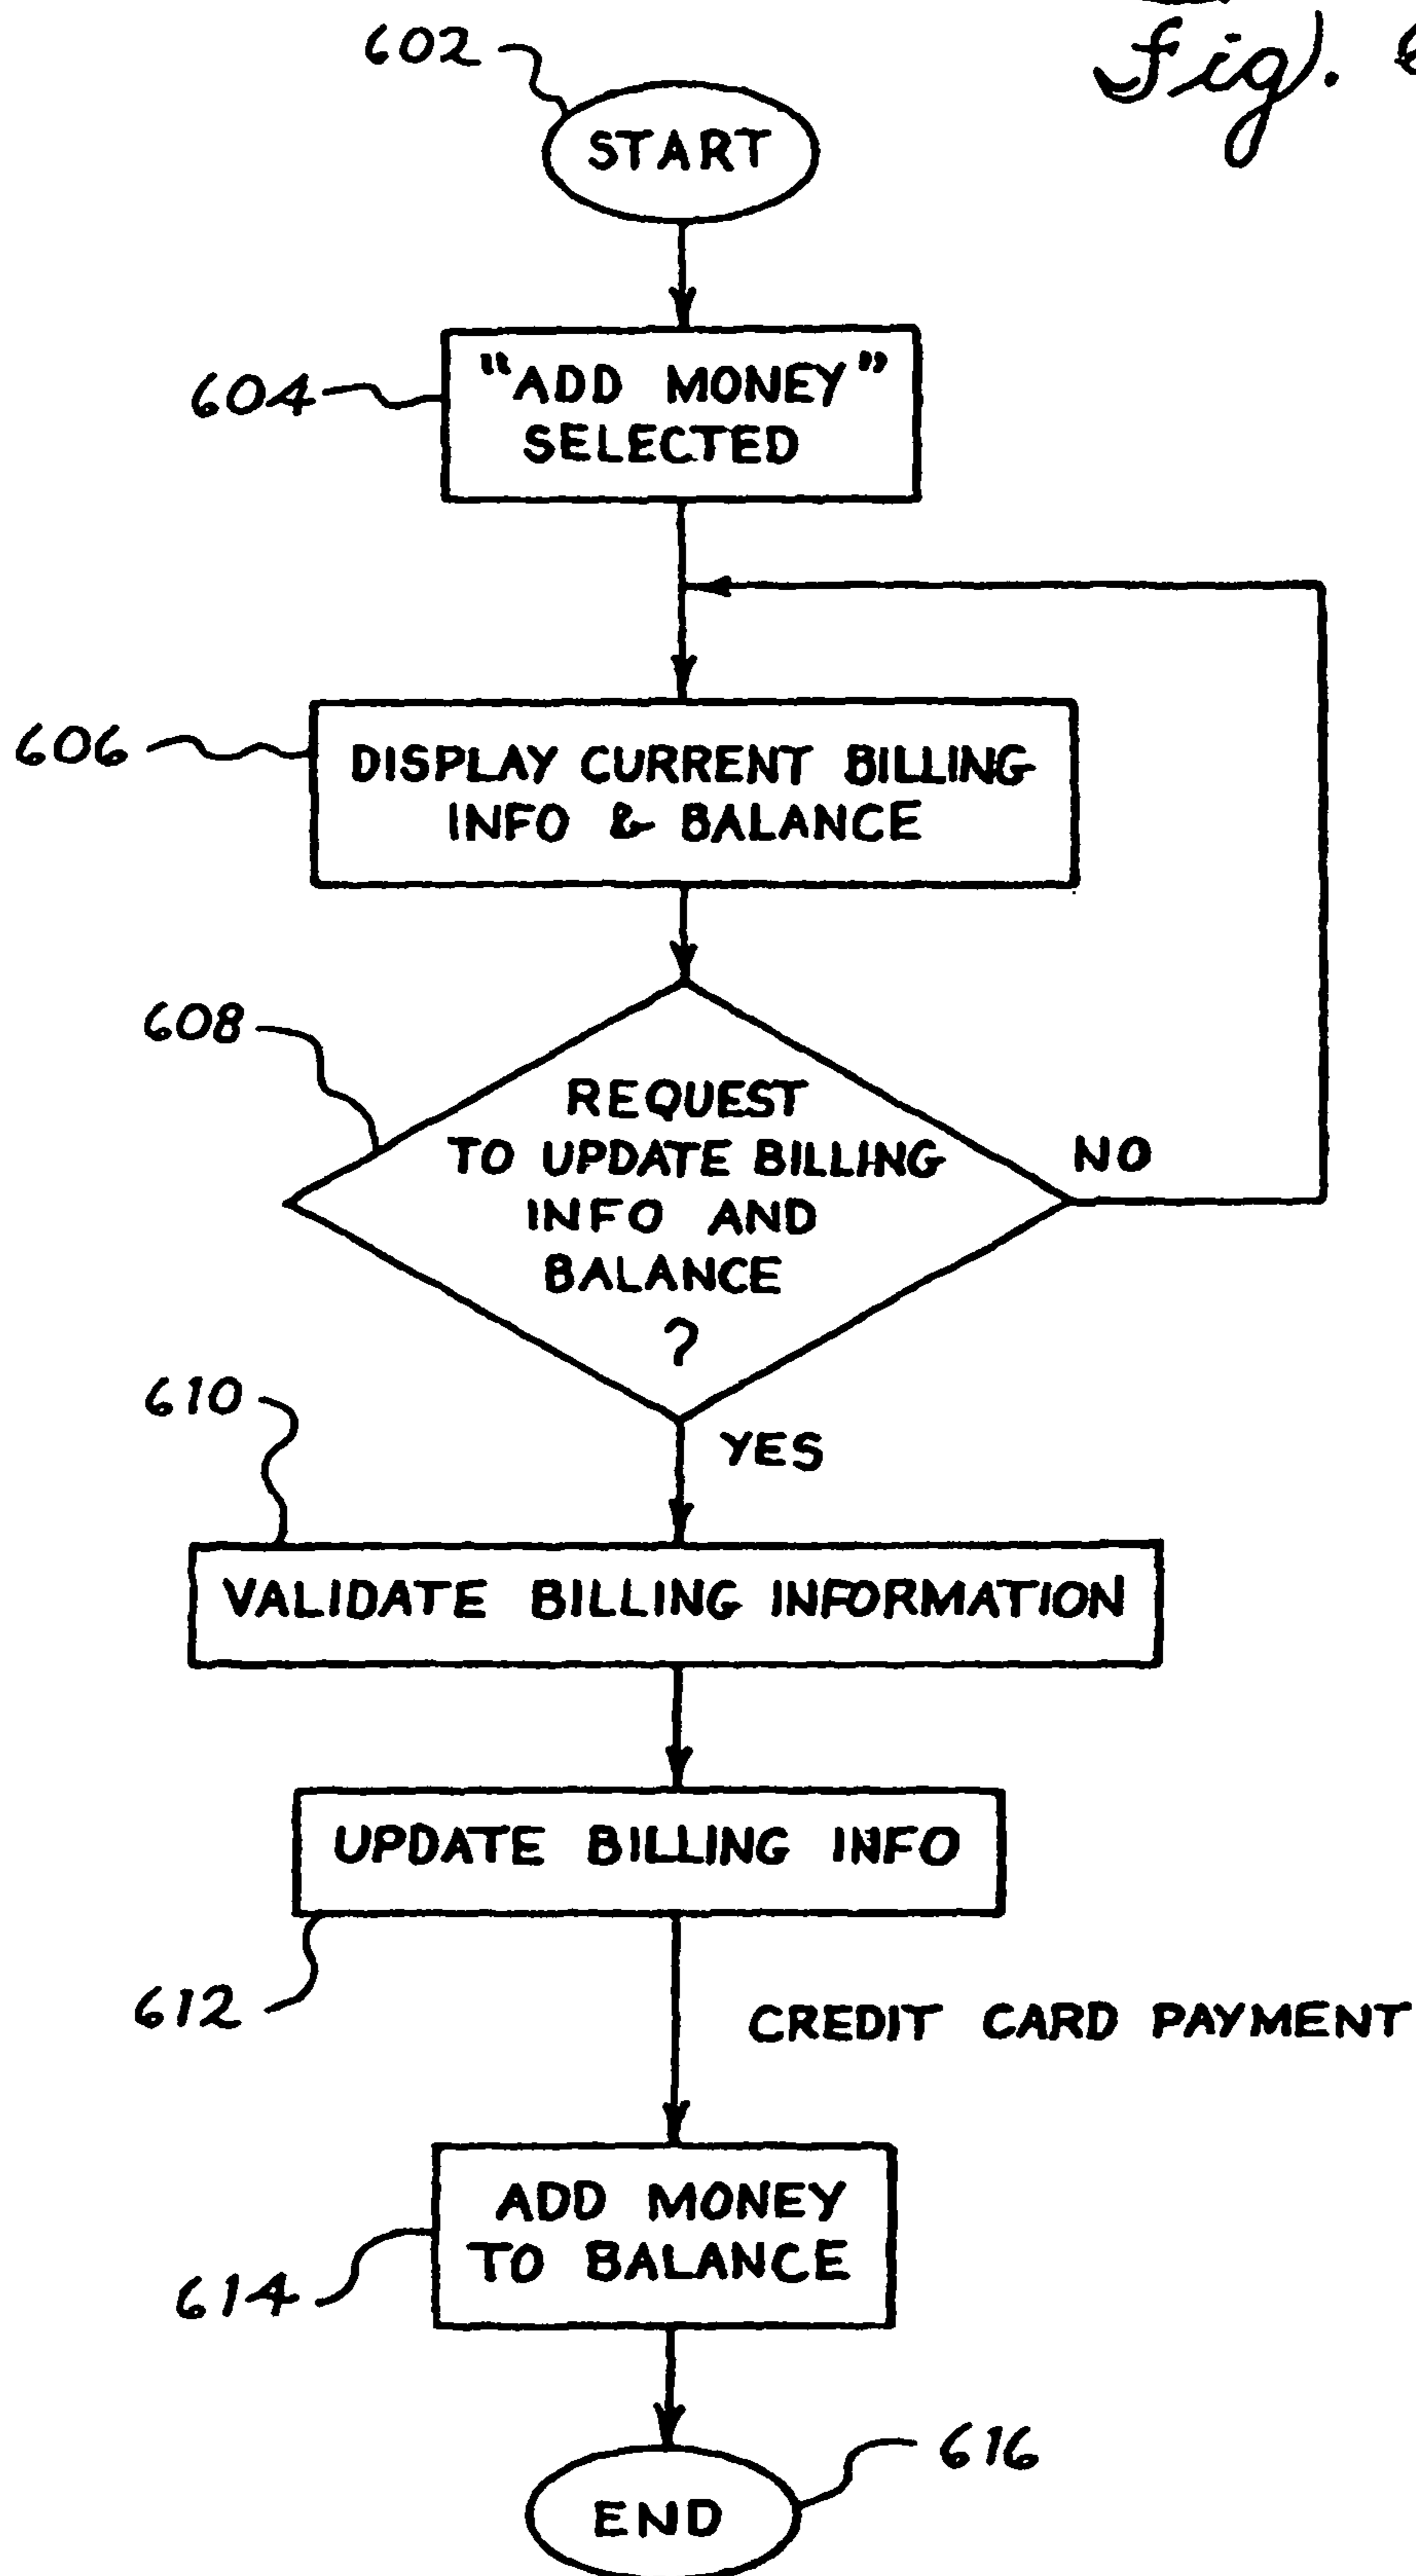 Fig.
602
START
604
"ADD MONEY"
SELECTED
606
DISPLAY CURRENT BILLING
INFO & BALANCE
608
REQUEST
TO UPDATE BILLING
INFO AND
BALANCE
?
NO
YES
610
VALIDATE BILLING INFORMATION
UPDATE BILLING INFO
612
CREDIT CARD PAYMENT
ADD MONEY
TO BALANCE
614
616
END